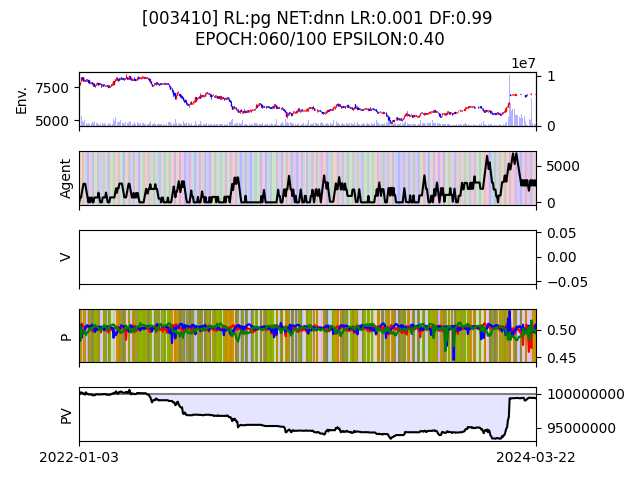 [003410] RL:pg NET:dnn LR:0.001 DF:0.99
EPOCH:060/100 EPSILON:0.40
1e7
Env.
7500
5000
1
0
Agent
5000
0
V
0.05
0.00
−0.05
P
0.50
0.45
PV
100000000
95000000
2022-01-03
2024-03-22